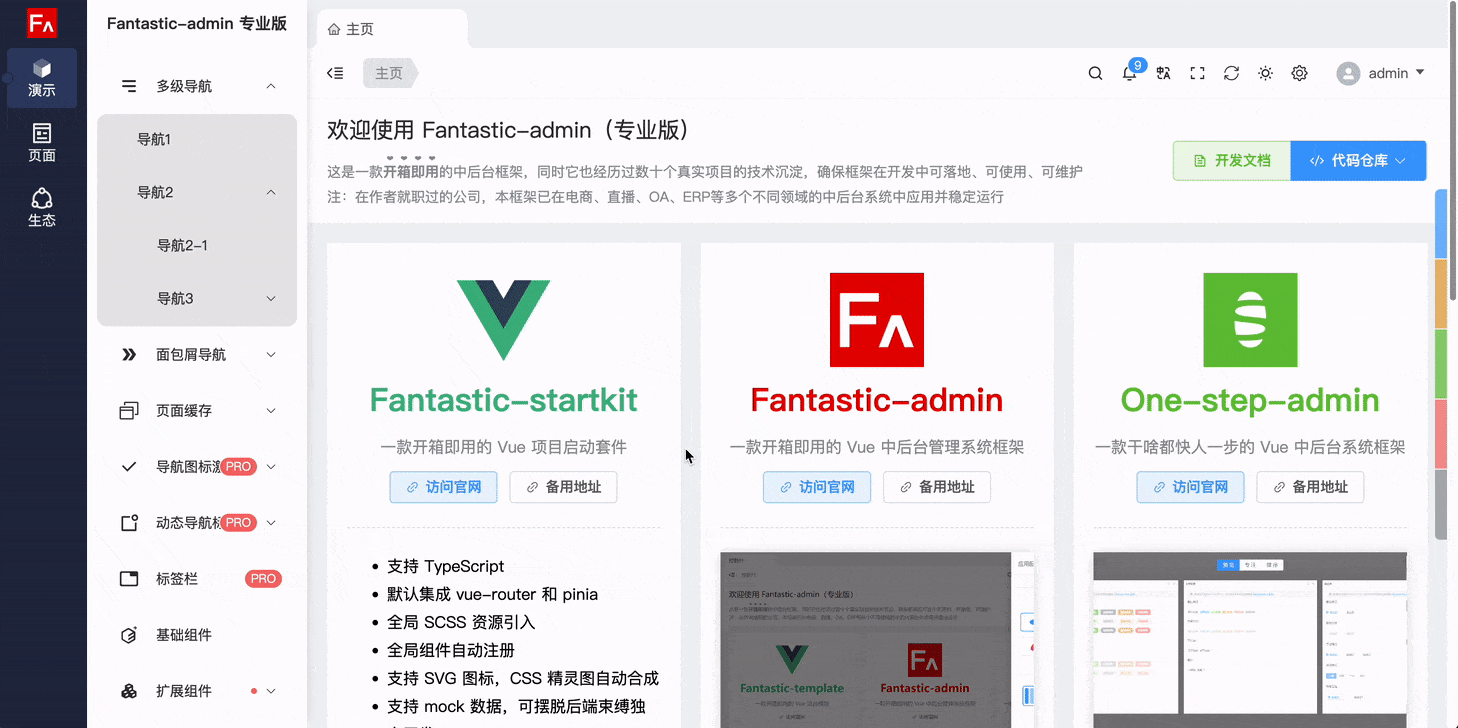 FΛ
演示
页面
生态
Fantastic-admin 专业版
多级导航
导航1
导航2
导航2-1
导航3
面包屑导航
页面缓存
导航图标激 PRO
动态导航标 PRO
标签栏 PRO
基础组件
扩展组件
主页
主页
9
admin
欢迎使用 Fantastic-admin（专业版）
这是一款开箱即用的中后台框架，同时它也经历过数十个真实项目的技术沉淀，确保框架在开发中可落地、可使用、可维护
注：在作者就职过的公司，本框架已在电商、直播、OA、ERP等多个不同领域的中后台系统中应用并稳定运行
开发文档
代码仓库
Fantastic-startkit
一款开箱即用的 Vue 项目启动套件
访问官网
备用地址
支持 TypeScript
默认集成 vue-router 和 pinia
全局 SCSS 资源引入
全局组件自动注册
支持 SVG 图标，CSS 精灵图自动合成
支持 mock 数据，可摆脱后端束缚独
FΛ
Fantastic-admin
一款开箱即用的 Vue 中后台管理系统框架
访问官网
备用地址
欢迎使用 Fantastic-admin（专业版）
Fantastic-template
FΛ
Fantastic-admin
One-step-admin
一款干啥都快人一步的 Vue 中后台系统框架
访问官网
备用地址